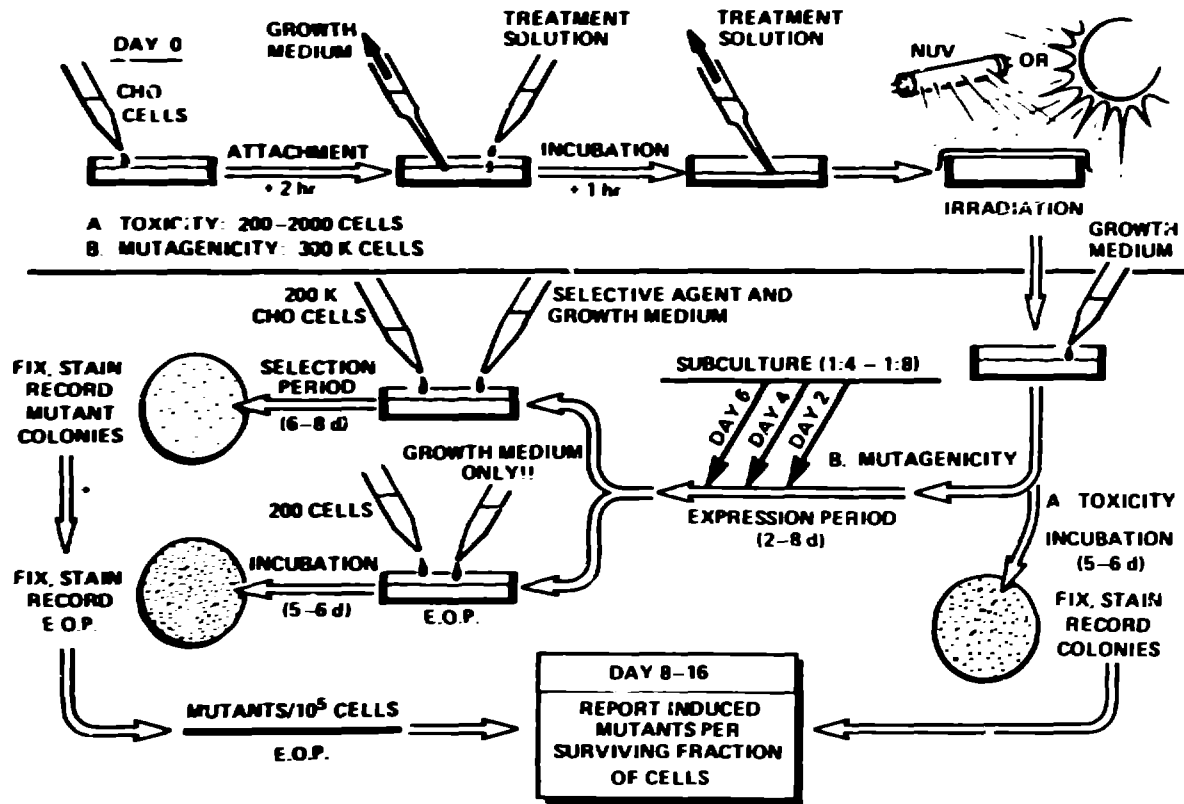 DAY 0
CHO
CELLS
GROWTH
MEDIUM
TREATMENT
SOLUTION
TREATMENT
SOLUTION
NUV
OR
ATTACHMENT
+ 2 hr
INCUBATION
+ 1 hr
IRRADIATION
A TOXICITY: 200-2000 CELLS
B. MUTAGENICITY: 300 K CELLS
GROWTH
MEDIUM
200 K
CHO CELLS
SELECTIVE AGENT AND
GROWTH MEDIUM
FIX, STAIN
RECORD
MUTANT
COLONIES
SELECTION
PERIOD
(6-8 d)
SUBCULTURE (1:4 - 1:8)
DAY 6
DAY 4
DAY 2
B. MUTAGENICITY
EXPRESSION PERIOD
(2-8 d)
GROWTH MEDIUM
ONLY!!
200 CELLS
A TOXICITY
INCUBATION
(5-6 d)
FIX, STAIN
RECORD
COLONIES
INCUBATION
(5-6 d)
E.O.P.
FIX, STAIN
RECORD
E.O.P.
MUTANTS/10⁵ CELLS
E.O.P.
DAY 8-16
REPORT INDUCED
MUTANTS PER
SURVIVING FRACTION
OF CELLS